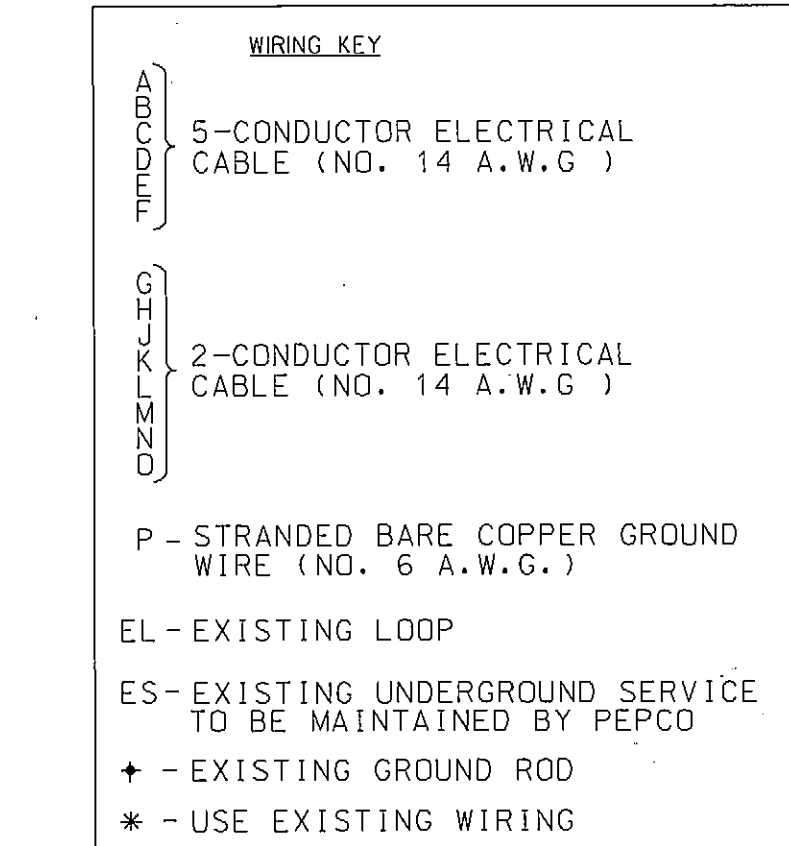 WIRING KEY
A
B
C
D
E
F
5-CONDUCTOR ELECTRICAL
CABLE (NO. 14 A.W.G )
G
H
J
K
L
M
N
O
2-CONDUCTOR ELECTRICAL
CABLE (NO. 14 A.W.G )
P - STRANDED BARE COPPER GROUND
WIRE (NO. 6 A.W.G.)
EL - EXISTING LOOP
ES - EXISTING UNDERGROUND SERVICE
TO BE MAINTAINED BY PEPCO
- EXISTING GROUND ROD
* - USE EXISTING WIRING